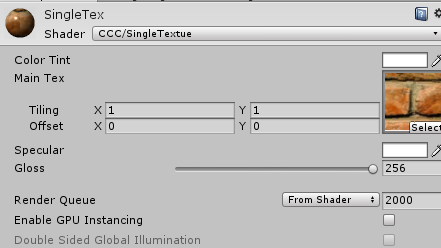 SingleTex
Shader CCC/SingleTextue
Color Tint
Main Tex
Tiling X 1 Y 1
Offset X 0 Y 0
Select
Specular
Gloss 256
Render Queue From Shader 2000
Enable GPU Instancing
Double Sided Global Illumination